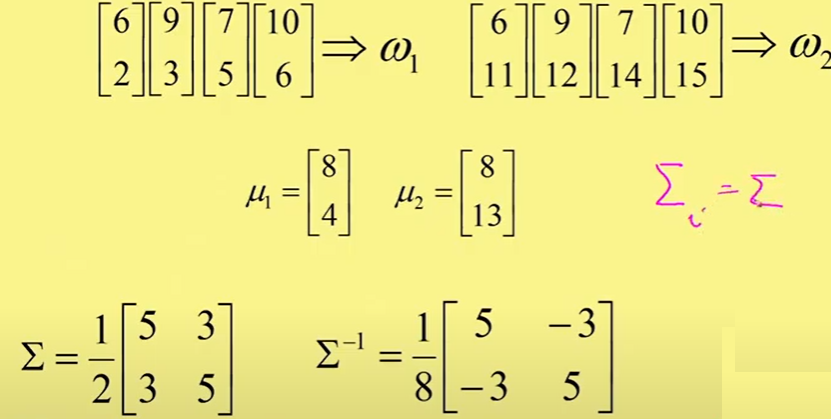 [6 2] [9 3] [7 5] [10 6] ⇒ ω₁ [6 11] [9 12] [7 14] [10 15] ⇒ ω₂
μ₁ = [8 4] μ₂ = [8 13] Σᵢ = Σ
Σ = 1/2 [5 3; 3 5] Σ⁻¹ = 1/8 [5 −3; −3 5]